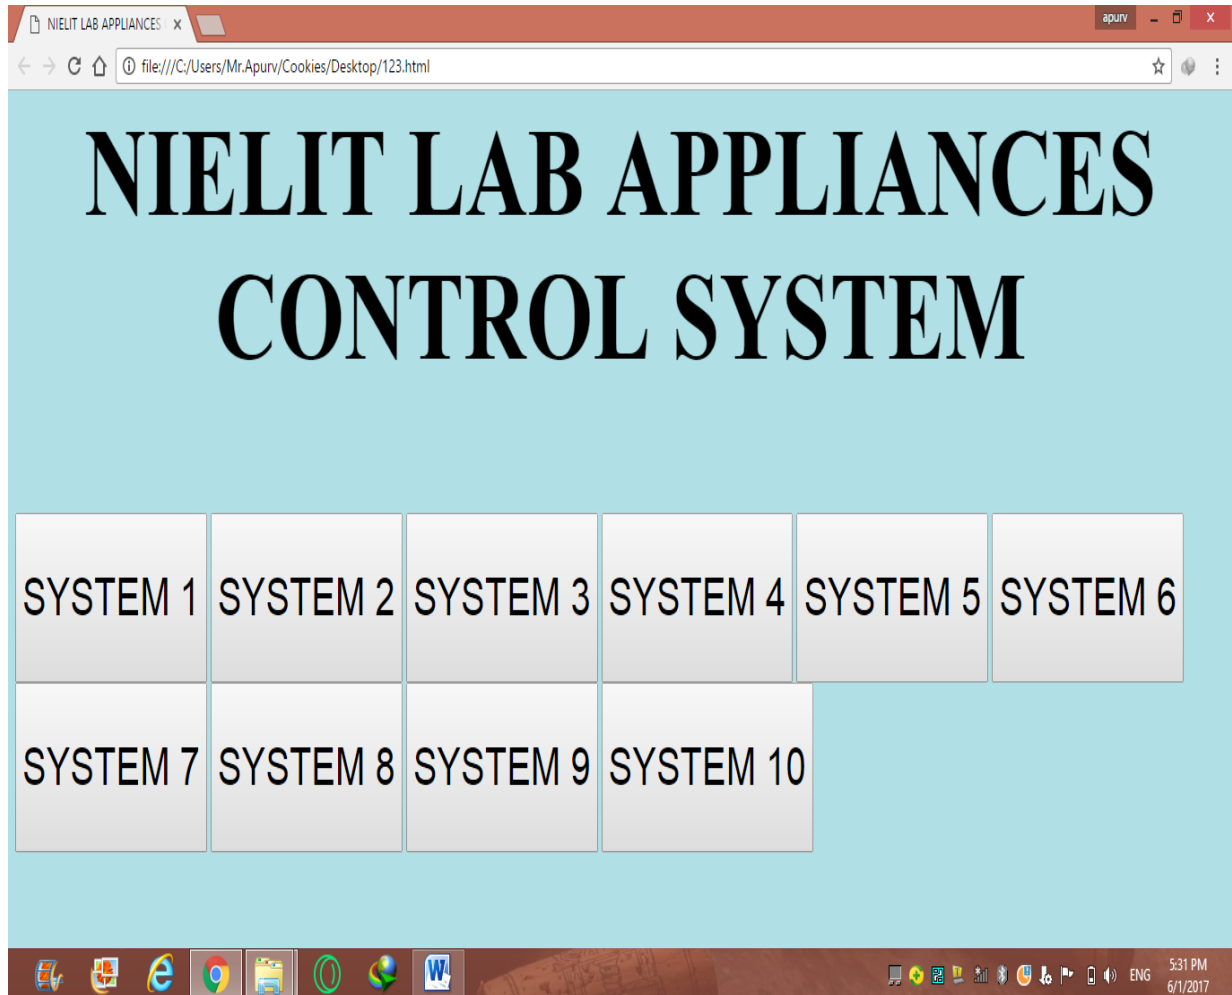 NIELIT LAB APPLIANCES
apurv
file:///C:/Users/Mr.Apurv/Cookies/Desktop/123.html
NIELIT LAB APPLIANCES
CONTROL SYSTEM
SYSTEM 1 SYSTEM 2 SYSTEM 3 SYSTEM 4 SYSTEM 5 SYSTEM 6
SYSTEM 7 SYSTEM 8 SYSTEM 9 SYSTEM 10
ENG
5:31 PM
6/1/2017